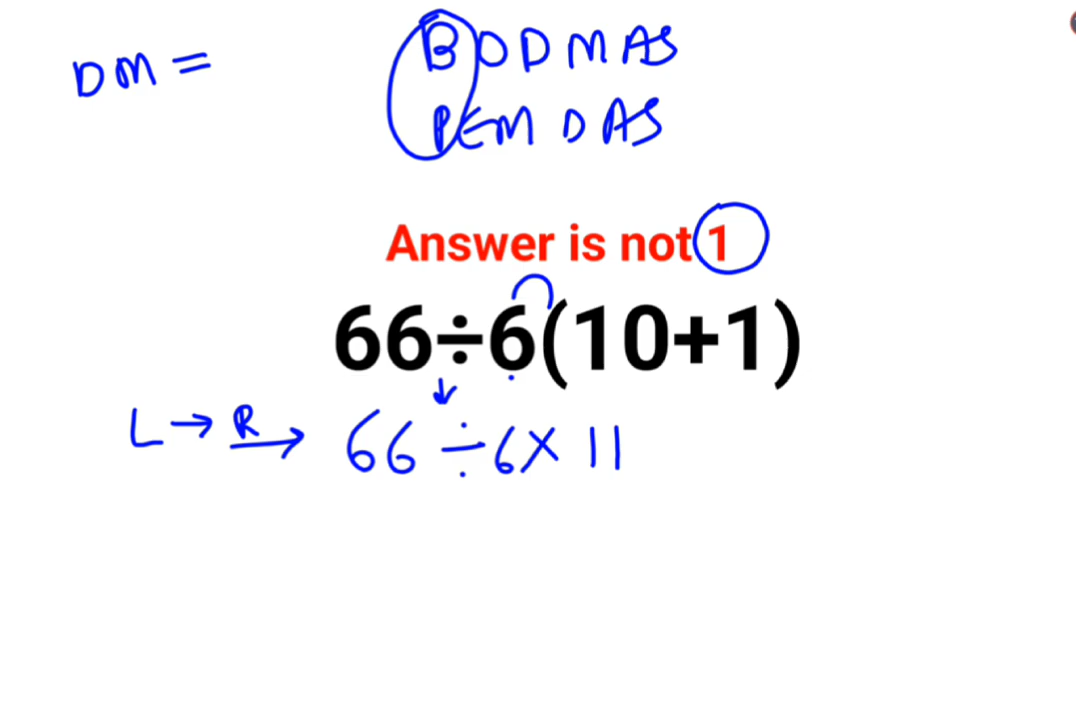 DM = BODMAS
PEMDAS
Answer is not 1
66÷6(10+1)
L → R → 66 ÷ 6 × 11